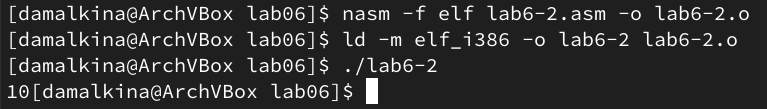 [damalkina@ArchVBox lab06]$ nasm -f elf lab6-2.asm -o lab6-2.o
[damalkina@ArchVBox lab06]$ ld -m elf_i386 -o lab6-2 lab6-2.o
[damalkina@ArchVBox lab06]$ ./lab6-2
10[damalkina@ArchVBox lab06]$